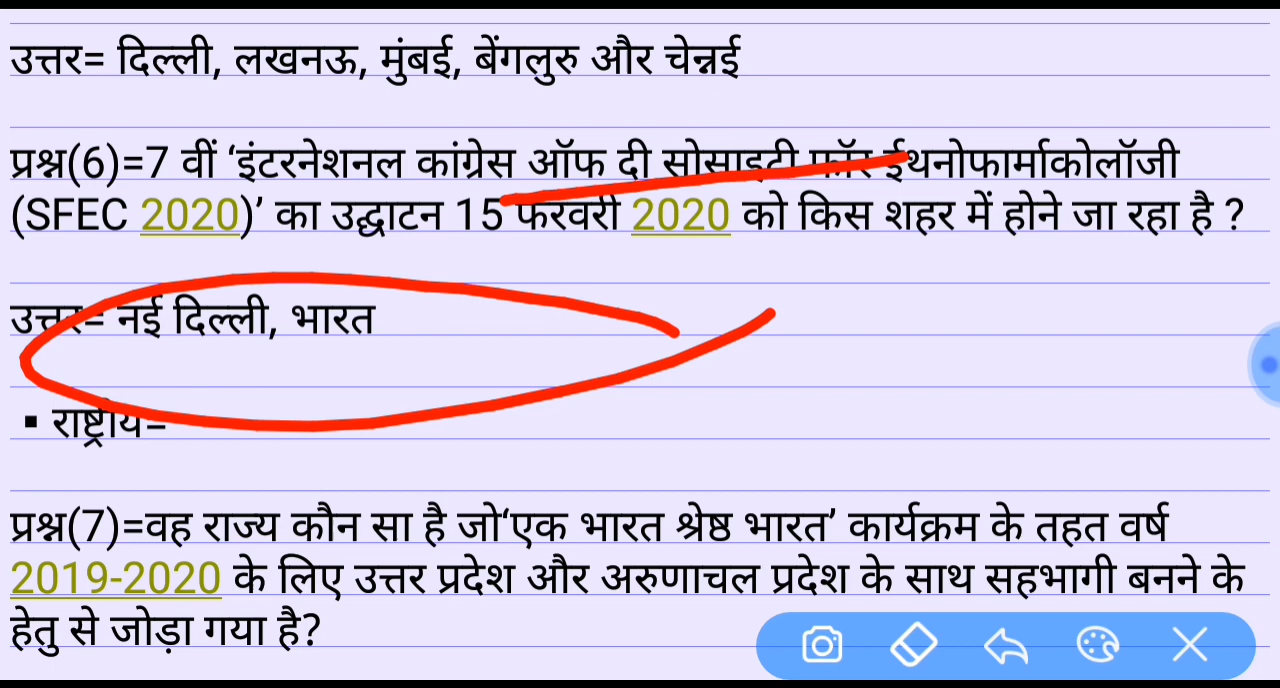 उत्तर= दिल्ली, लखनऊ, मुंबई, बेंगलुरु और चेन्नई
प्रश्न(6)=7 वीं ‘इंटरनेशनल कांग्रेस ऑफ दी सोसाइटी फॉर ईथनोफार्माकोलॉजी
(SFEC 2020)’ का उद्घाटन 15 फरवरी 2020 को किस शहर में होने जा रहा है ?
उत्तर= नई दिल्ली, भारत
▪ राष्ट्रीय=
प्रश्न(7)=वह राज्य कौन सा है जो‘एक भारत श्रेष्ठ भारत’ कार्यक्रम के तहत वर्ष
2019-2020 के लिए उत्तर प्रदेश और अरुणाचल प्रदेश के साथ सहभागी बनने के
हेतु से जोड़ा गया है?